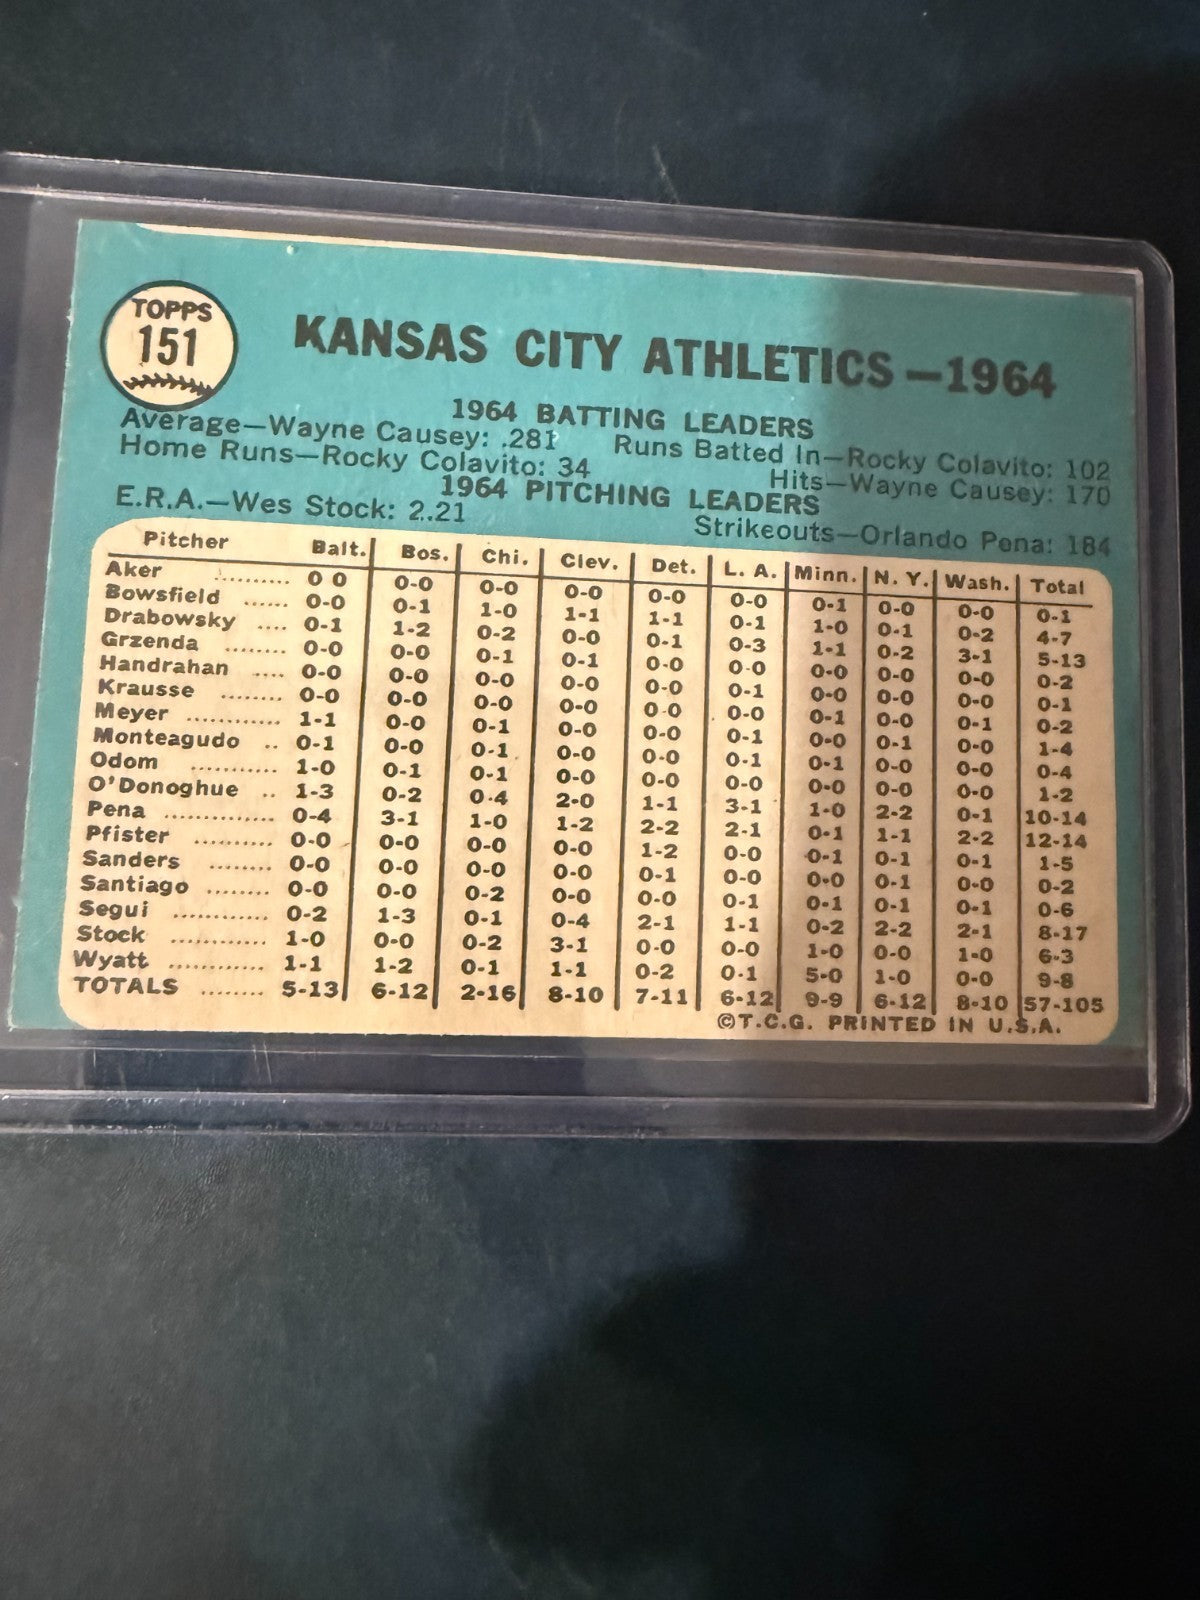 TOPPS
151
KANSAS CITY ATHLETICS—1964
1964 BATTING LEADERS
Average—Wayne Causey: .281 Runs Batted In—Rocky Colavito: 102
Home Runs—Rocky Colavito: 34 Hits—Wayne Causey: 170
1964 PITCHING LEADERS
E.R.A.—Wes Stock: 2.21 Strikeouts—Orlando Pena: 184
Pitcher Balt. Bos. Chi. Clev. Det. L. A. Minn. N. Y. Wash. Total
Aker .......... 0 0 0-0 0-0 0-0 0-0 0-0 0-1 0-0 0-0 0-1
Bowsfield ...... 0-0 0-1 1-0 1-1 1-1 0-1 1-0 0-1 0-2 4-7
Drabowsky .... 0-1 1-2 0-2 0-0 0-1 0-3 1-1 0-2 3-1 5-13
Grzenda ........ 0-0 0-0 0-1 0-1 0-0 0-0 0-0 0-0 0-0 0-2
Handrahan .... 0-0 0-0 0-0 0-0 0-0 0-1 0-0 0-0 0-0 0-1
Krausse ........ 0-0 0-0 0-0 0-0 0-0 0-0 0-1 0-0 0-1 0-2
Meyer ............ 1-1 0-0 0-1 0-0 0-0 0-1 0-0 0-1 0-0 1-4
Monteagudo .. 0-1 0-0 0-1 0-0 0-0 0-1 0-1 0-0 0-0 0-4
Odom ........... 1-0 0-1 0-1 0-0 0-0 0-0 0-0 0-0 0-0 1-2
O'Donoghue .. 1-3 0-2 0-4 2-0 1-1 3-1 1-0 2-2 0-1 10-14
Pena .............. 0-4 3-1 1-0 1-2 2-2 2-1 0-1 1-1 2-2 12-14
Pfister .......... 0-0 0-0 0-0 0-0 1-2 0-0 0-1 0-1 0-1 1-5
Sanders ......... 0-0 0-0 0-0 0-0 0-1 0-0 0-0 0-1 0-0 0-2
Santiago ........ 0-0 0-0 0-2 0-0 0-0 0-1 0-1 0-1 0-1 0-6
Segui ............ 0-2 1-3 0-1 0-4 2-1 1-1 0-2 2-2 2-1 8-17
Stock ............ 1-0 0-0 0-2 3-1 0-0 0-0 1-0 0-0 1-0 6-3
Wyatt ............ 1-1 1-2 0-1 1-1 0-2 0-1 5-0 1-0 0-0 9-8
TOTALS ........ 5-13 6-12 2-16 8-10 7-11 6-12 9-9 6-12 8-10 57-105
©T.C.G. PRINTED IN U.S.A.